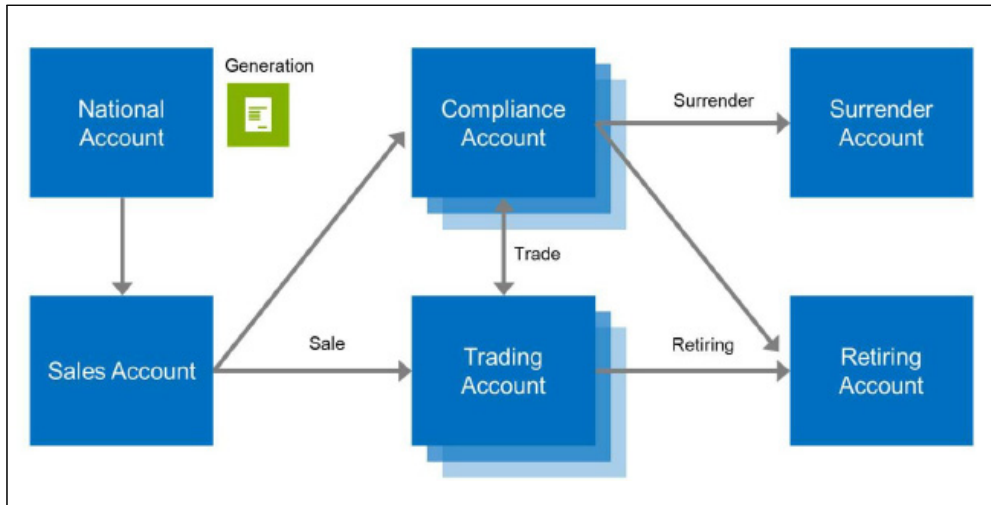 National
Account
Generation
Compliance
Account
Surrender
Surrender
Account
Trade
Sales Account
Sale
Trading
Account
Retiring
Retiring
Account